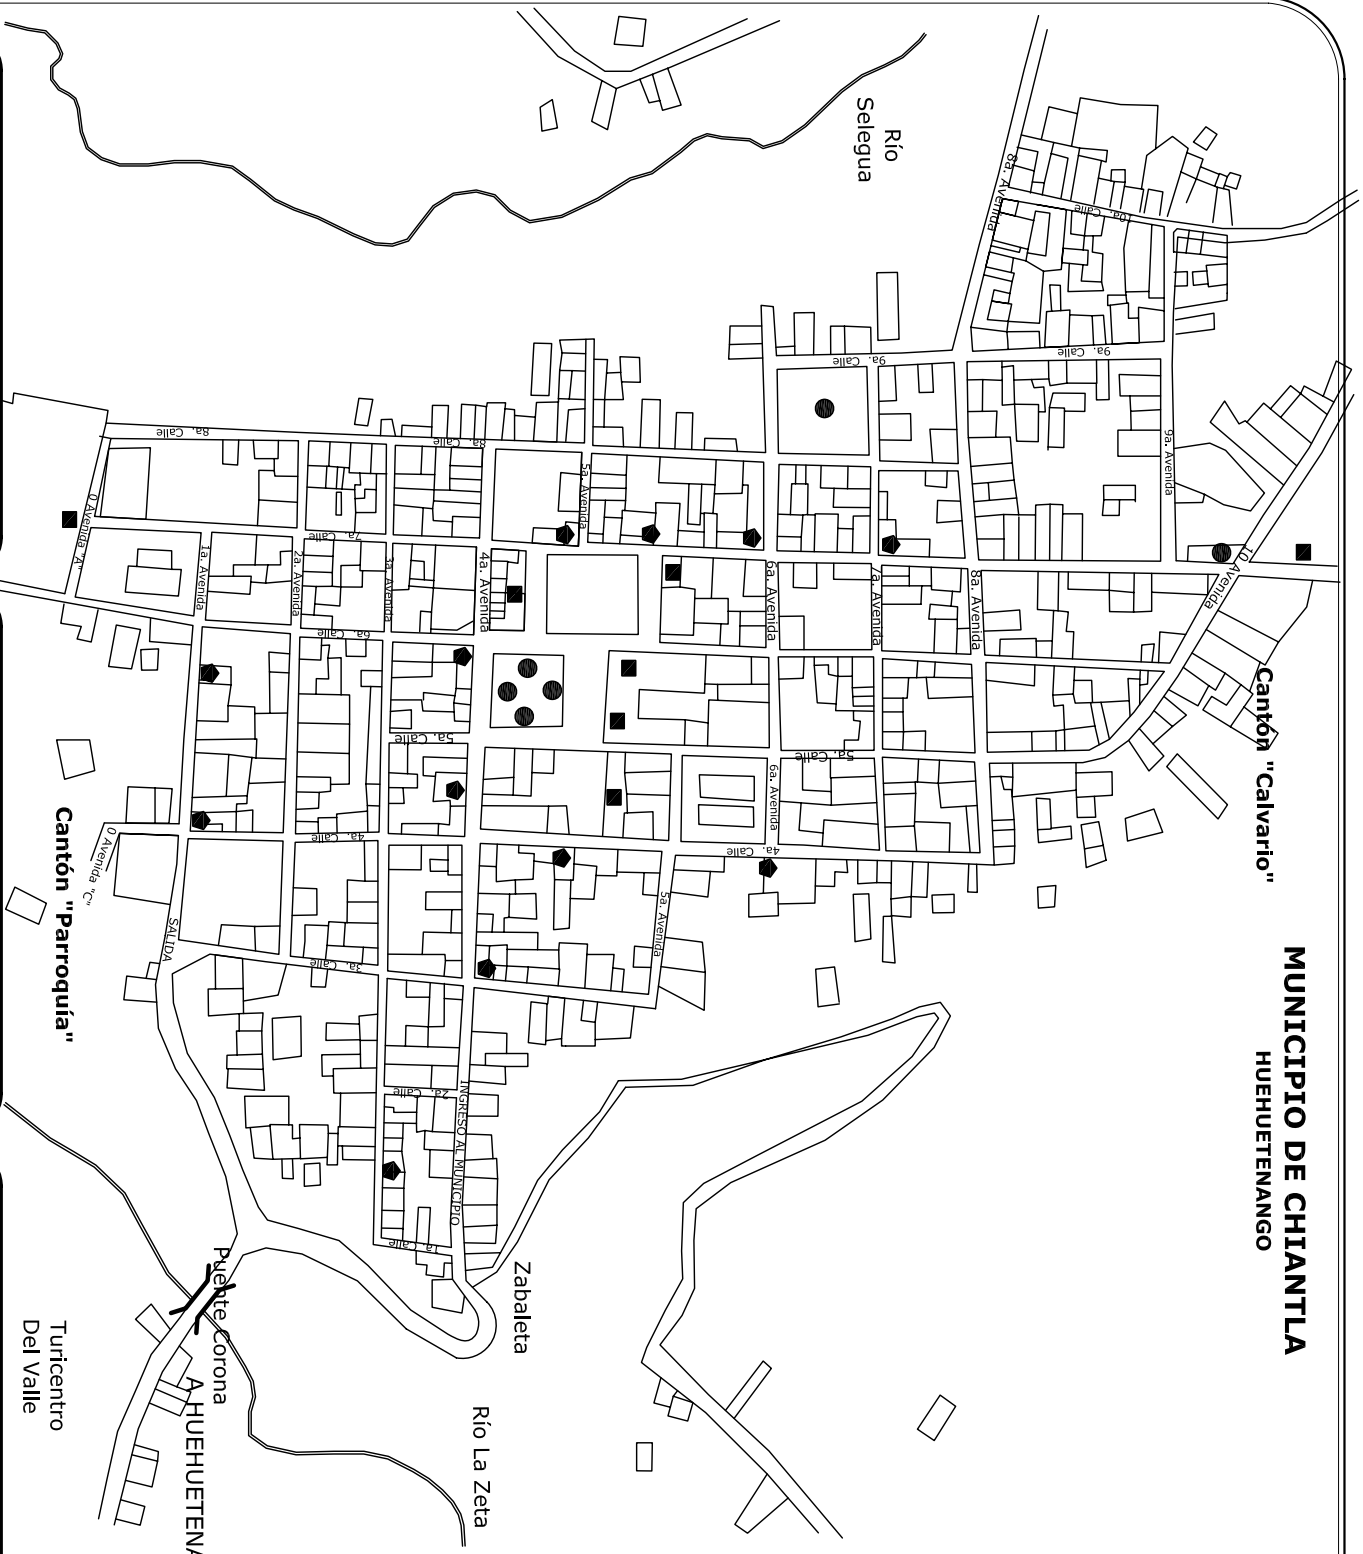 MUNICIPIO DE CHIANTLA
HUEHUETENANGO
Cantón "Calvario"
Río
Selegua
8a. Avenida
10a. Calle
9a. Calle
9a. Calle
9a. Avenida
10 Avenida
8a. Calle
8a. Calle
5a. Avenida
0 Avenida "A"
7a. Calle
1a. Avenida
2a. Avenida
3a. Avenida
4a. Avenida
6a. Avenida
7a. Avenida
8a. Avenida
6a. Calle
5a. Calle
5a. Calle
6a. Avenida
4a. Calle
4a. Calle
0 Avenida "C"
Cantón "Parroquía"
SALIDA
5a. Avenida
3a. Calle
2a. Calle
INGRESO AL MUNICIPIO
1a. Calle
Zabaleta
Puente Corona
A HUEHUETENA
Río La Zeta
Turicentro
Del Valle